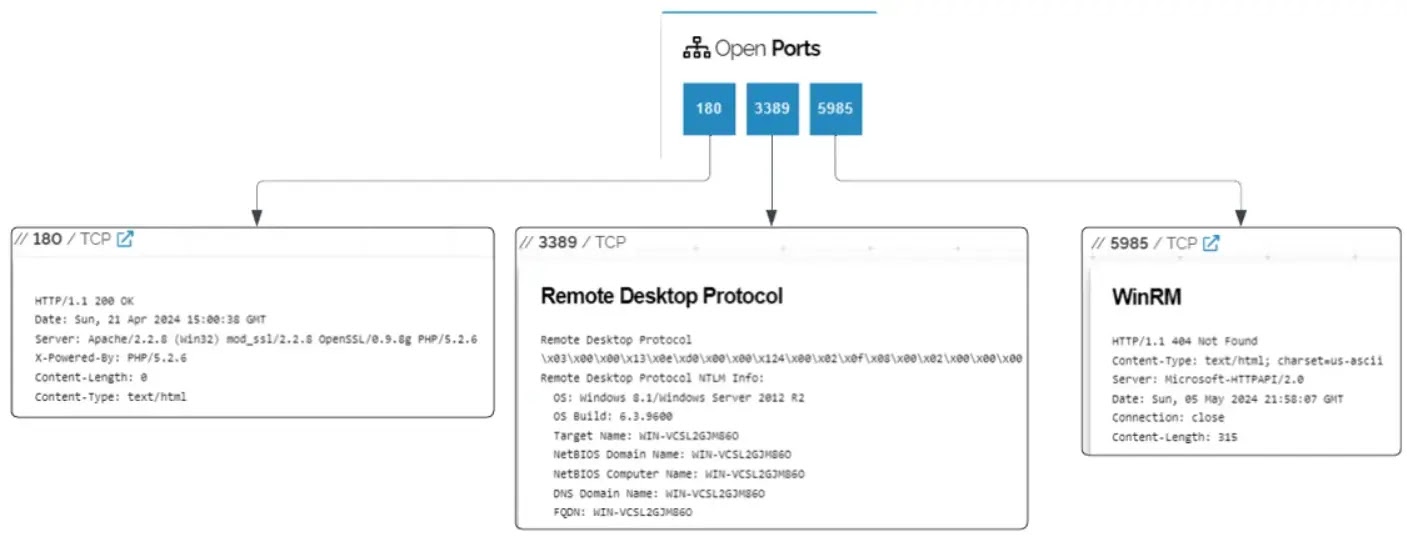 Open Ports
180 3389 5985
// 180 / TCP
HTTP/1.1 200 OK
Date: Sun, 21 Apr 2024 15:00:38 GMT
Server: Apache/2.2.8 (Win32) mod_ssl/2.2.8 OpenSSL/0.9.8g PHP/5.2.6
X-Powered-By: PHP/5.2.6
Content-Length: 0
Content-Type: text/html
// 3389 / TCP
Remote Desktop Protocol
Remote Desktop Protocol
\x03\x00\x00\x13\x0e\xd0\x00\x00\x124\x00\x02\x0f\x08\x00\x02\x00\x00\x00
Remote Desktop Protocol NTLM Info:
OS: Windows 8.1/Windows Server 2012 R2
OS Build: 6.3.9600
Target Name: WIN-VCSL2GJM86O
NetBIOS Domain Name: WIN-VCSL2GJM86O
NetBIOS Computer Name: WIN-VCSL2GJM86O
DNS Domain Name: WIN-VCSL2GJM86O
FQDN: WIN-VCSL2GJM86O
// 5985 / TCP
WinRM
HTTP/1.1 404 Not Found
Content-Type: text/html; charset=us-ascii
Server: Microsoft-HTTPAPI/2.0
Date: Sun, 05 May 2024 21:58:07 GMT
Connection: close
Content-Length: 315